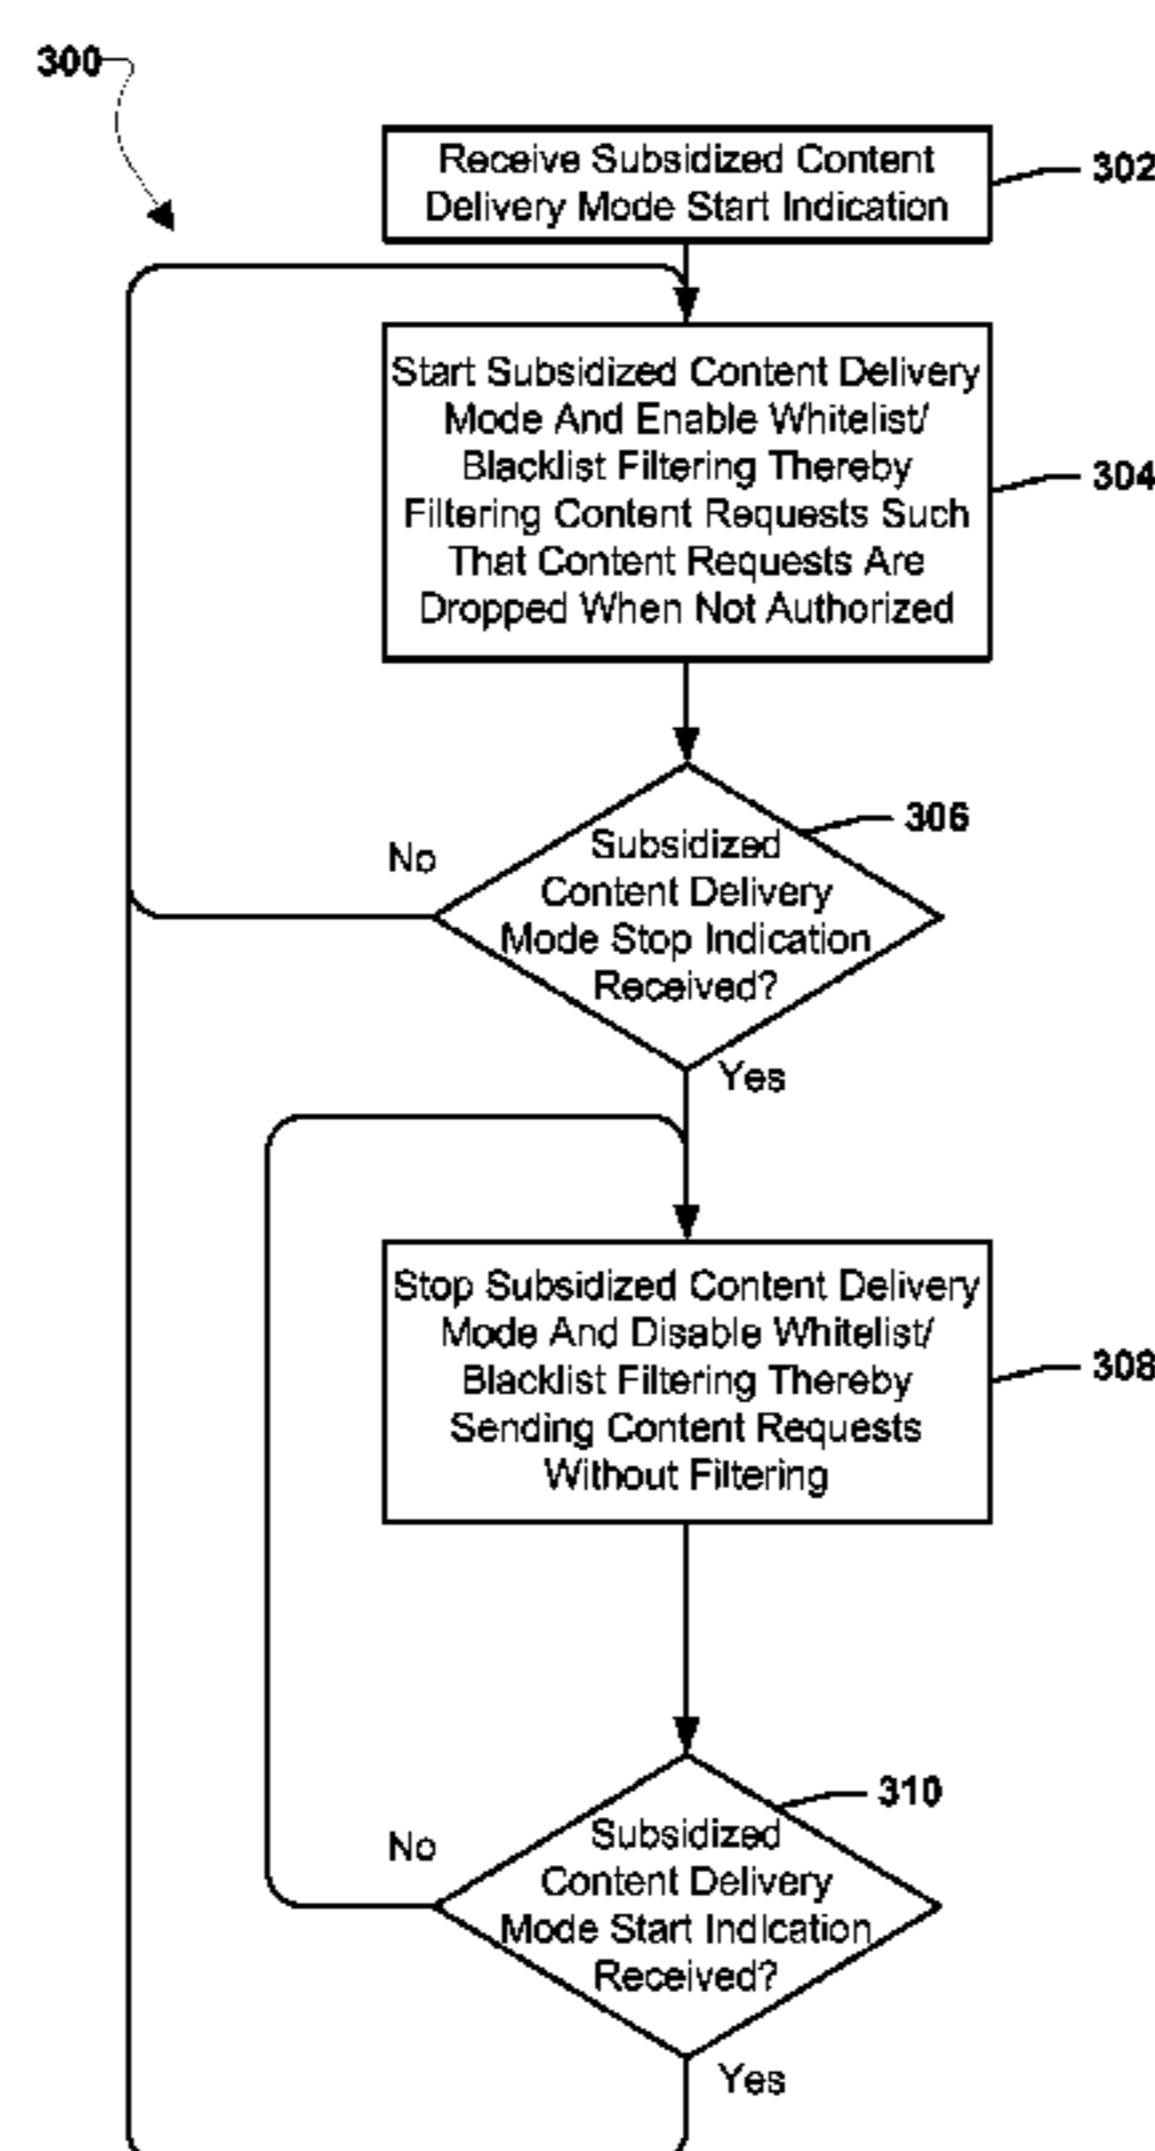 300
Receive Subsidized Content
Delivery Mode Start Indication
302
Start Subsidized Content Delivery
Mode And Enable Whitelist/
Blacklist Filtering Thereby
Filtering Content Requests Such
That Content Requests Are
Dropped When Not Authorized
304
306
Subsidized
Content Delivery
Mode Stop Indication
Received?
No
Yes
Stop Subsidized Content Delivery
Mode And Disable Whitelist/
Blacklist Filtering Thereby
Sending Content Requests
Without Filtering
308
310
Subsidized
Content Delivery
Mode Start Indication
Received?
No
Yes